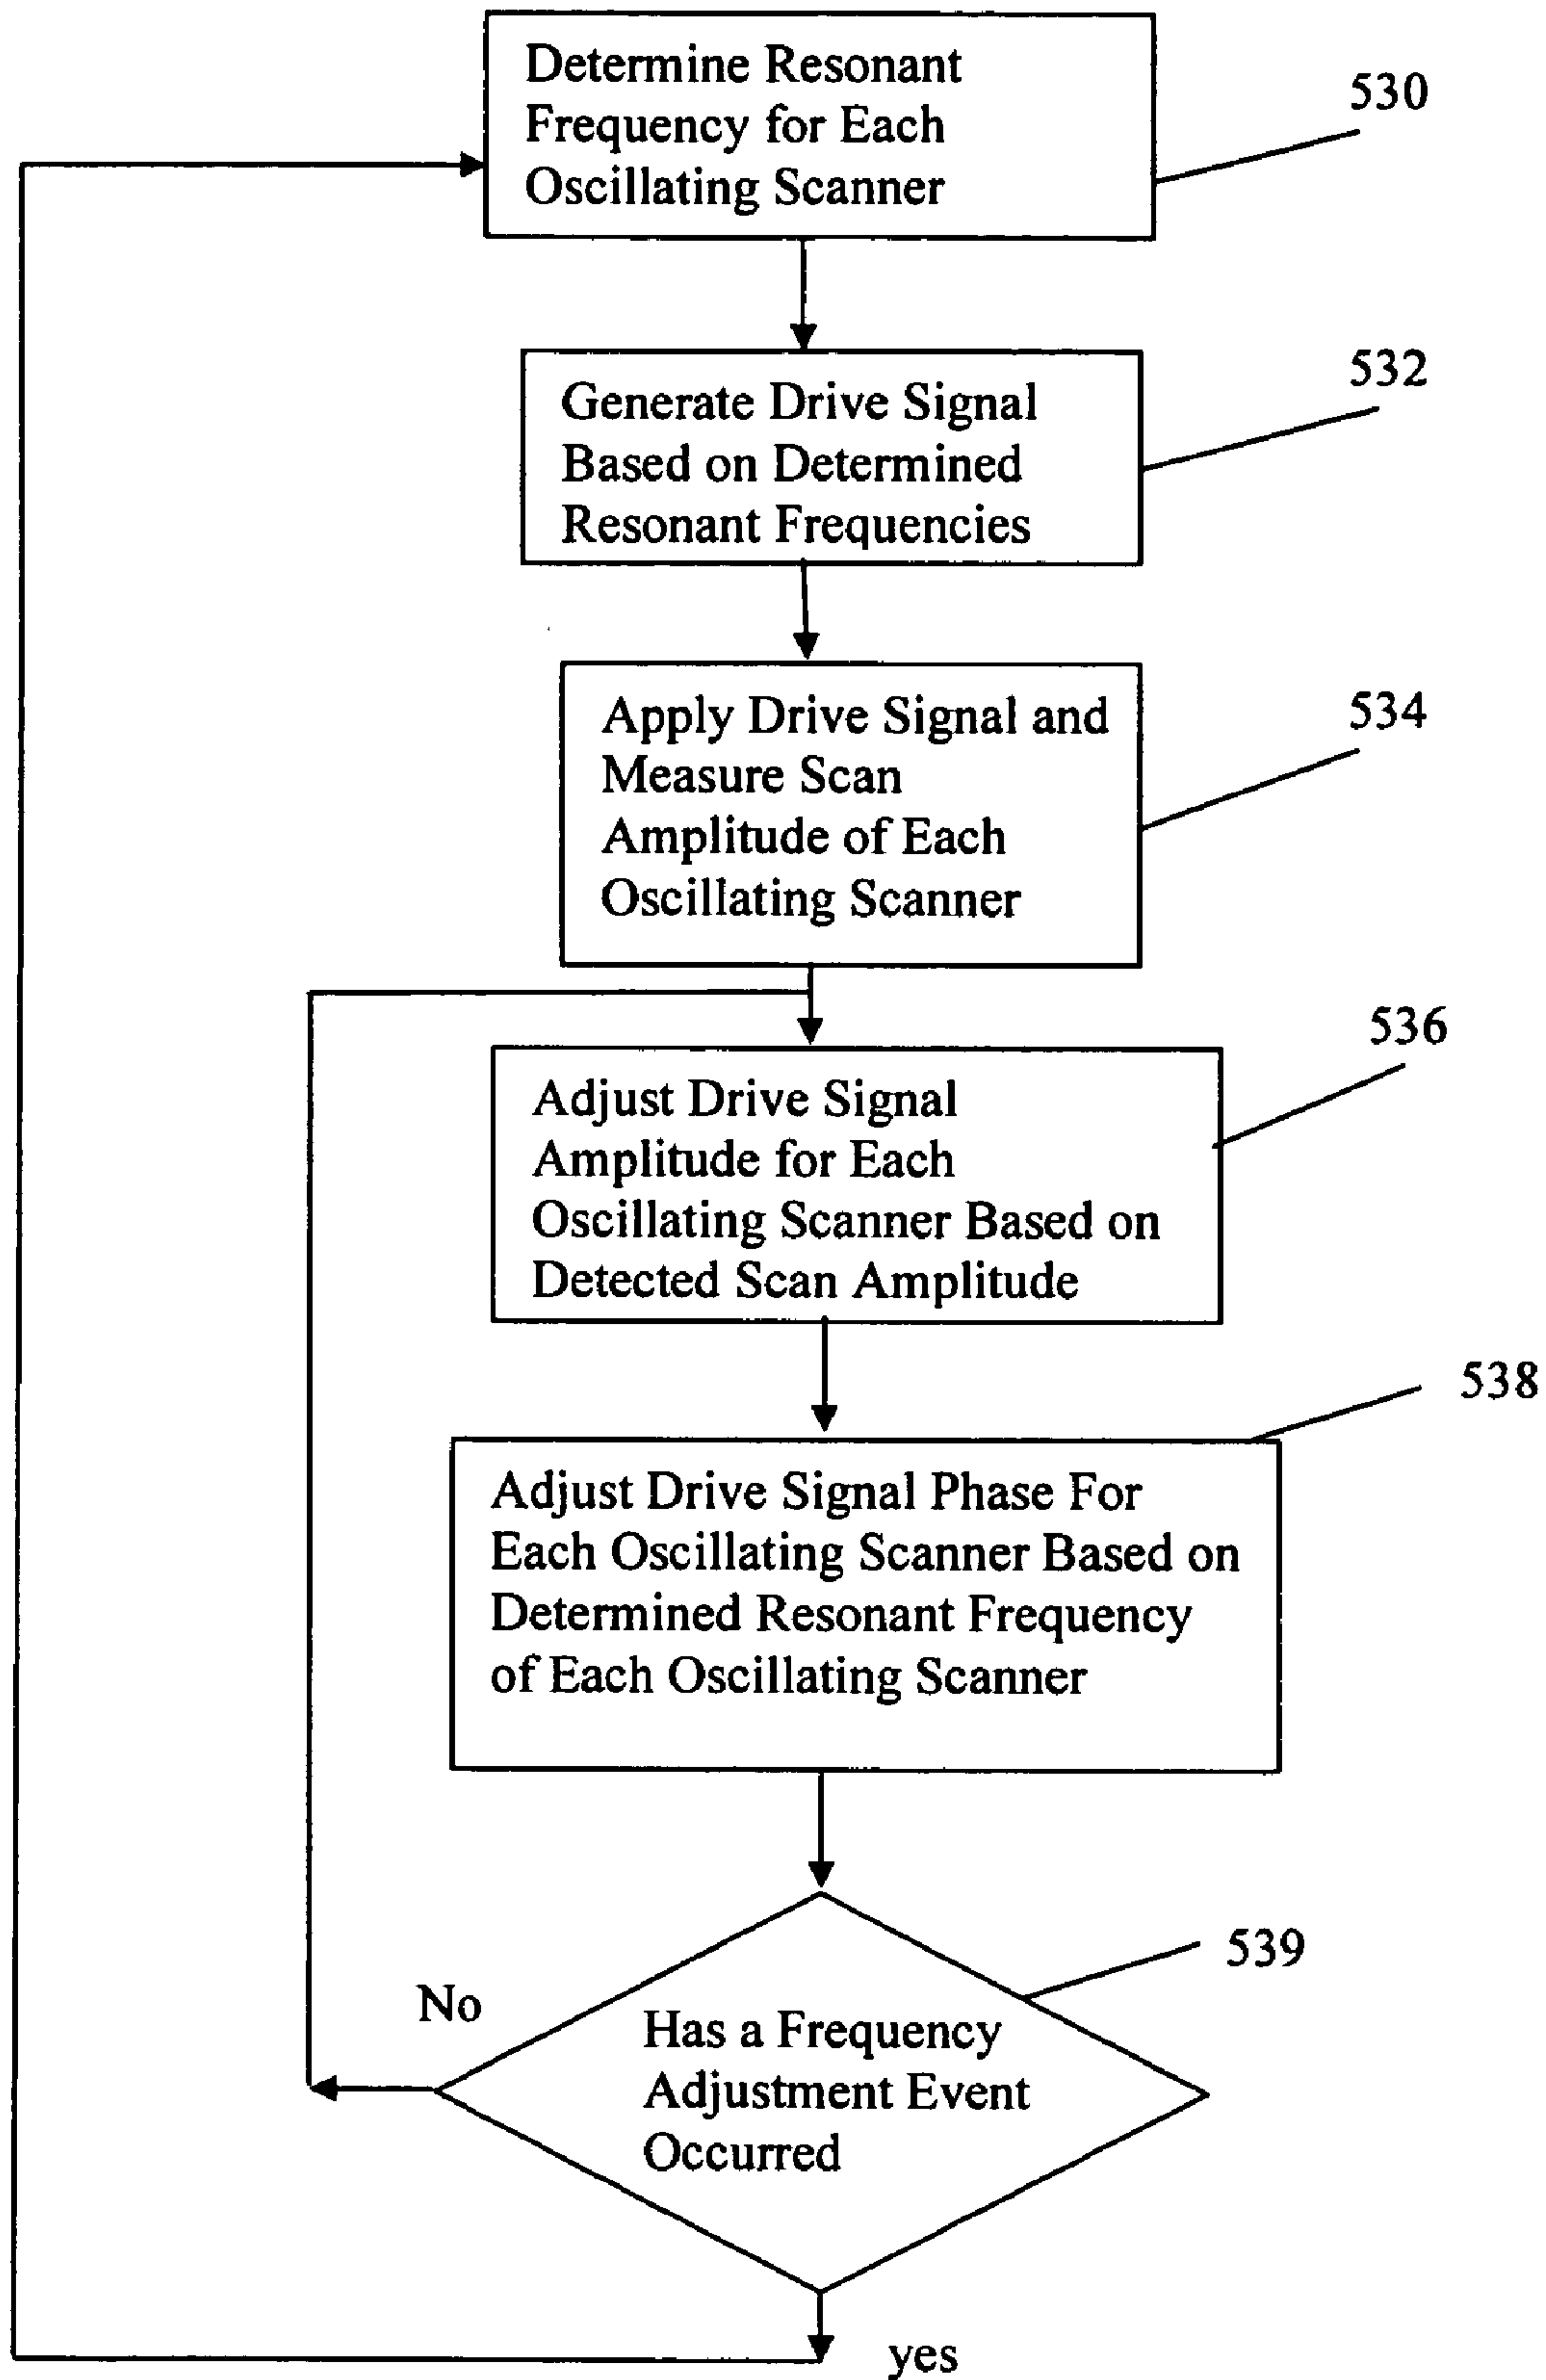 Determine Resonant
Frequency for Each
Oscillating Scanner
530
Generate Drive Signal
Based on Determined
Resonant Frequencies
532
Apply Drive Signal and
Measure Scan
Amplitude of Each
Oscillating Scanner
534
Adjust Drive Signal
Amplitude for Each
Oscillating Scanner Based on
Detected Scan Amplitude
536
Adjust Drive Signal Phase For
Each Oscillating Scanner Based on
Determined Resonant Frequency
of Each Oscillating Scanner
538
No
Has a Frequency
Adjustment Event
Occurred
539
yes